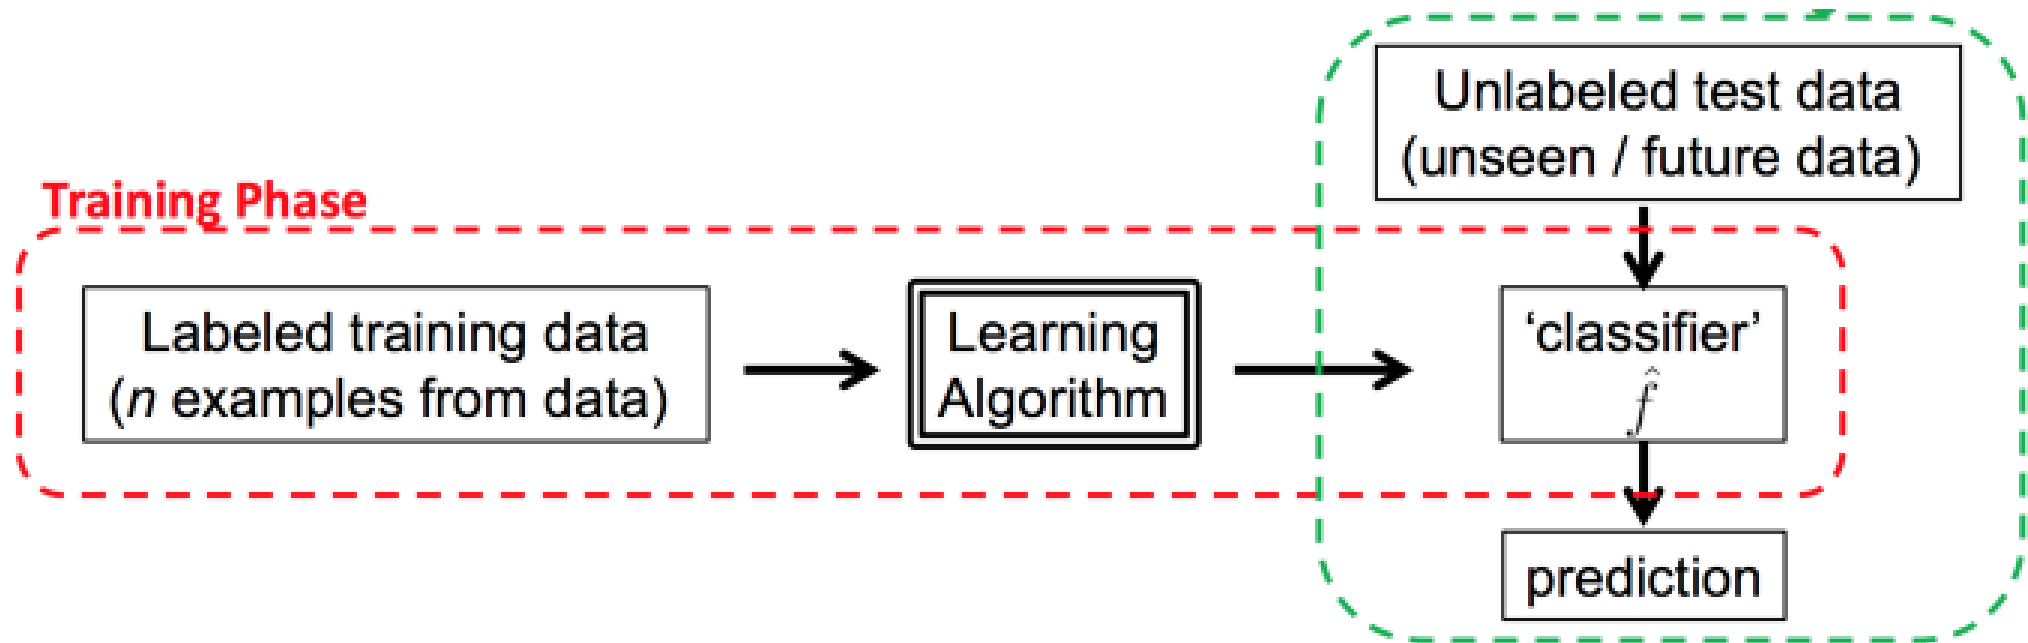 Unlabeled test data
(unseen / future data)
Training Phase
Labeled training data
(n examples from data)
Learning
Algorithm
‘classifier’
f̂
prediction